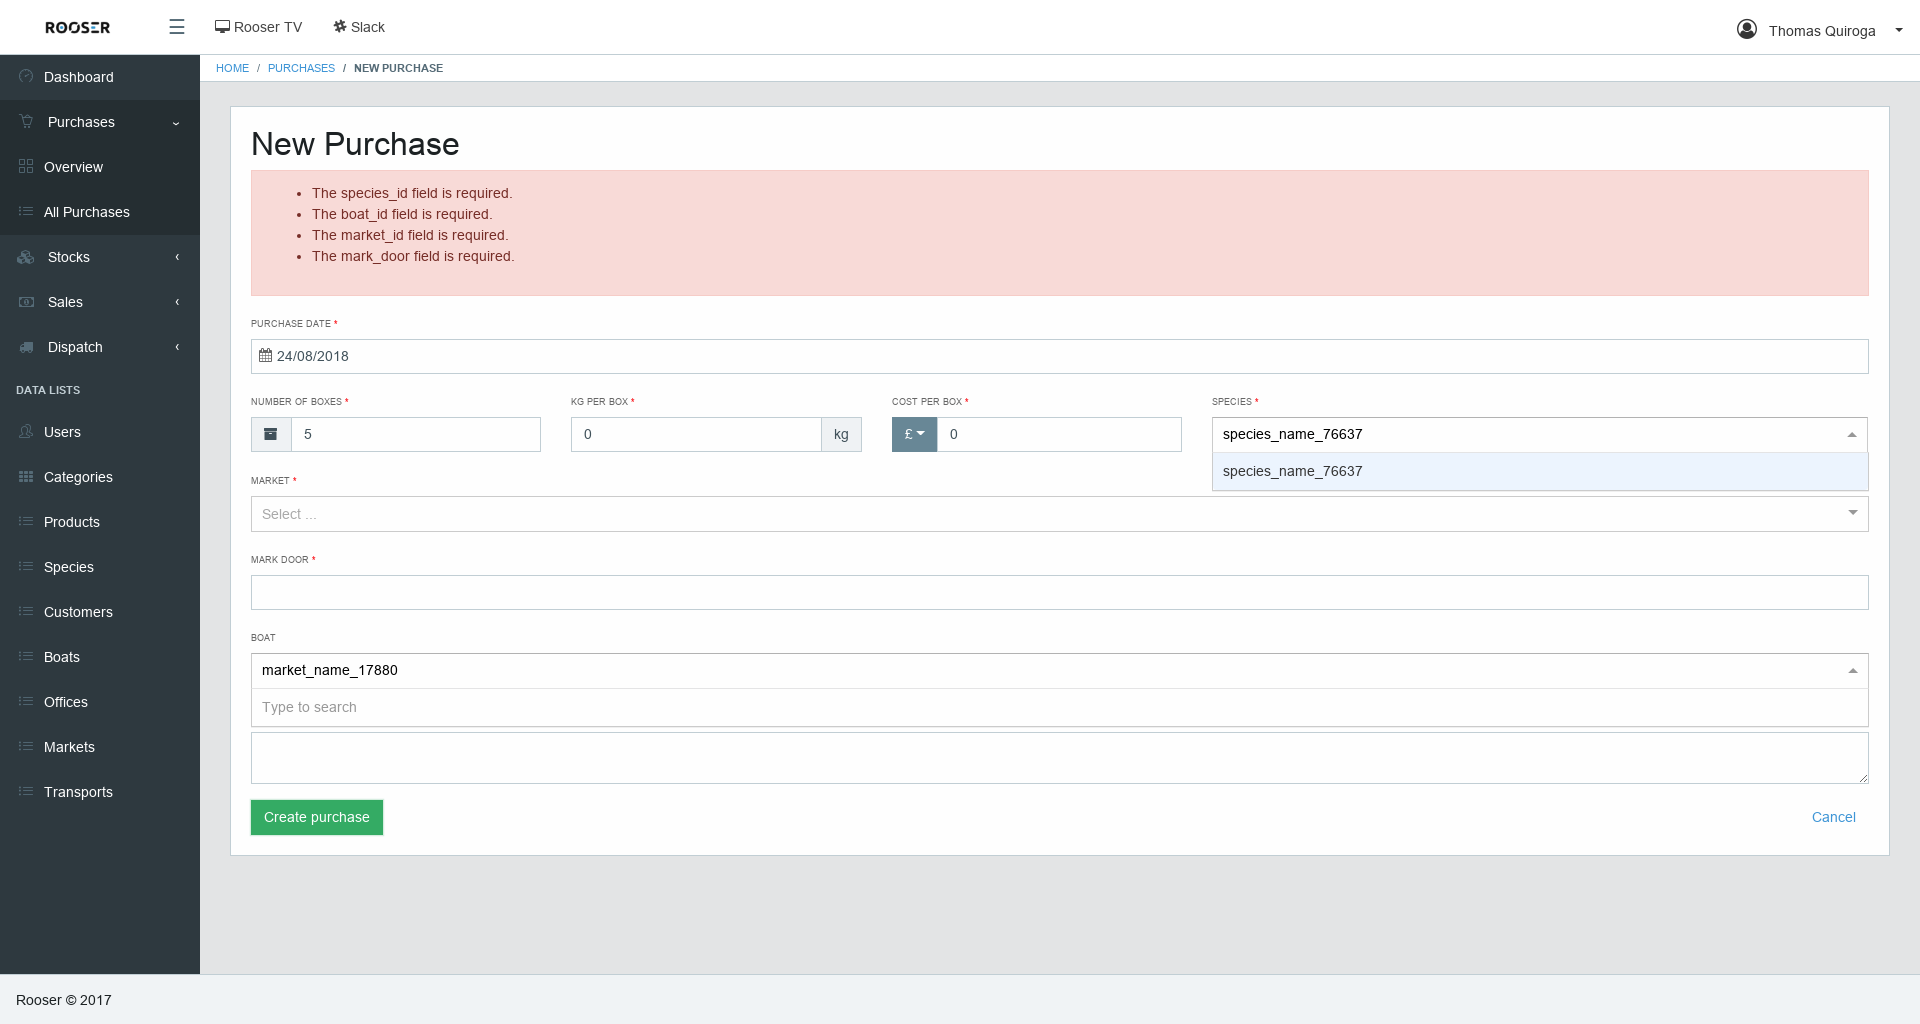 ROOSER
Rooser TV
Slack
Thomas Quiroga
HOME / PURCHASES / NEW PURCHASE
Dashboard
Purchases
Overview
All Purchases
Stocks
Sales
Dispatch
DATA LISTS
Users
Categories
Products
Species
Customers
Boats
Offices
Markets
Transports
New Purchase
• The species_id field is required.
• The boat_id field is required.
• The market_id field is required.
• The mark_door field is required.
PURCHASE DATE *
24/08/2018
NUMBER OF BOXES *
5
KG PER BOX *
0 kg
COST PER BOX *
£ 0
SPECIES *
species_name_76637
species_name_76637
MARKET *
Select ...
MARK DOOR *
BOAT
market_name_17880
Type to search
Create purchase
Cancel
Rooser © 2017